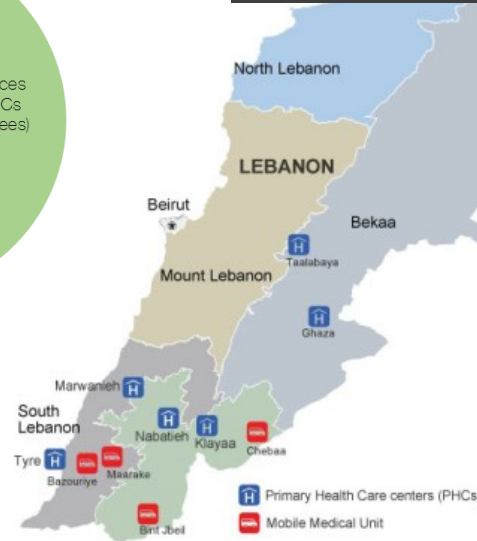 ces
Cs
ees)
North Lebanon
LEBANON
Beirut
Bekaa
Taalabaya
Mount Lebanon
Ghaza
Marwanieh
South
Lebanon
Nabatieh
Klayaa
Chebaa
Tyre
Bazouriye
Maarake
Bint Jbeil
Primary Health Care centers (PHCs
Mobile Medical Unit